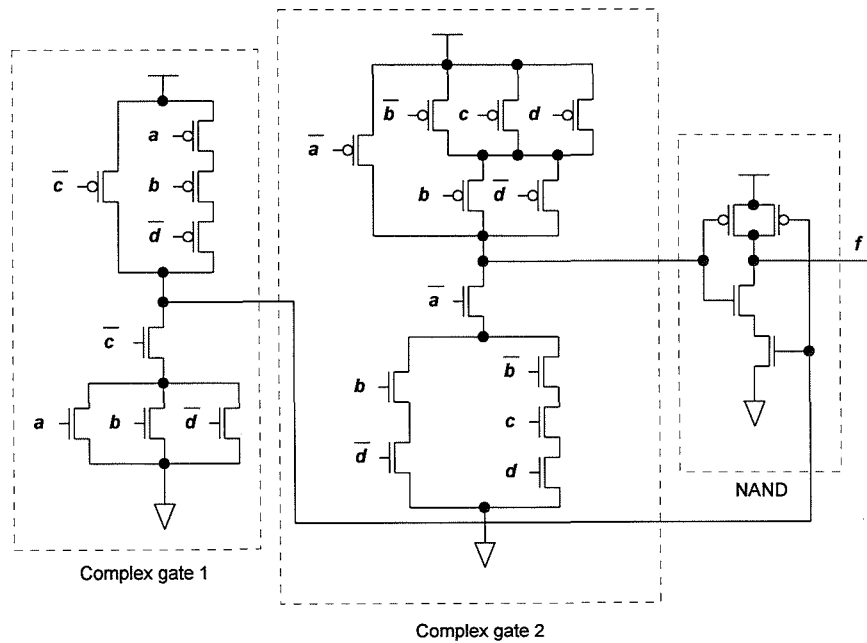 b̅ c d
a
a̅
c̅ b
b d̅
d̅
f
a̅
c̅
b b̅
a b d̅ c
d̅ d
NAND
Complex gate 1
Complex gate 2